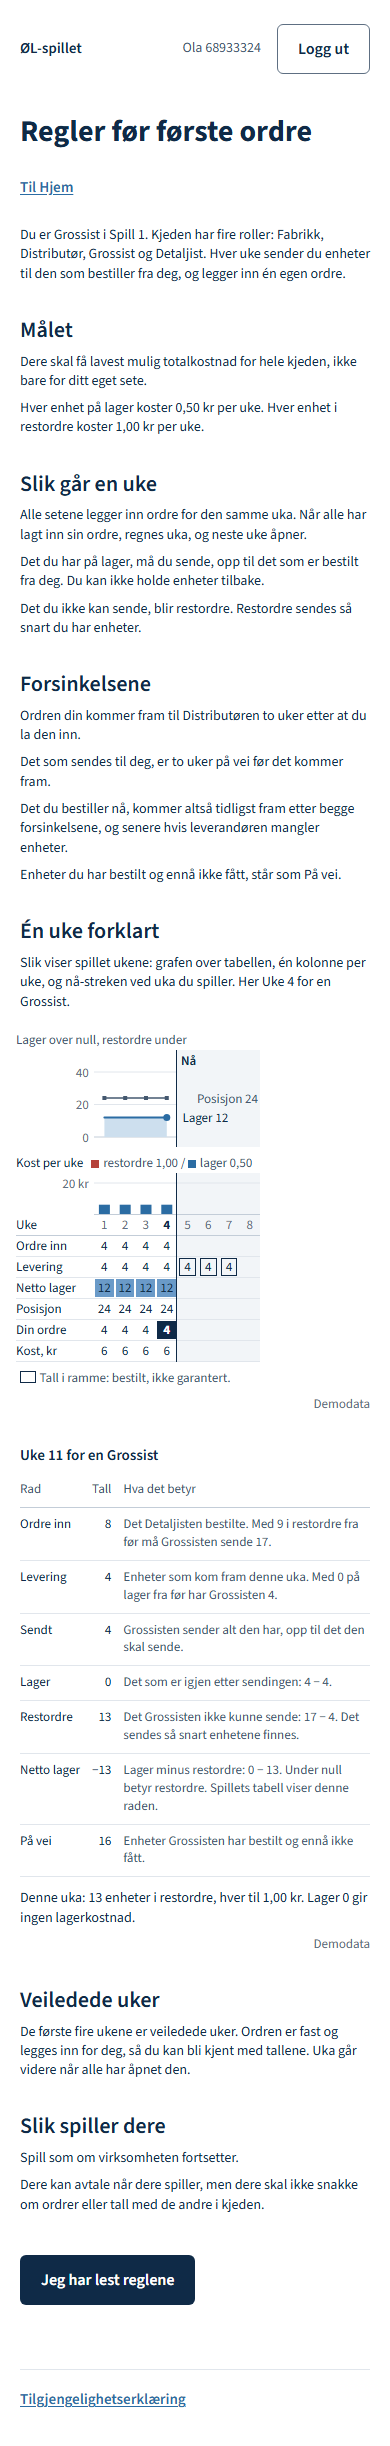 ØL-spillet
Ola 68933324
Logg ut
Regler før første ordre
Til Hjem
Du er Grossist i Spill 1. Kjeden har fire roller: Fabrikk,
Distributør, Grossist og Detaljist. Hver uke sender du enheter
til den som bestiller fra deg, og legger inn én egen ordre.
Målet
Dere skal få lavest mulig totalkostnad for hele kjeden, ikke
bare for ditt eget sete.
Hver enhet på lager koster 0,50 kr per uke. Hver enhet i
restordre koster 1,00 kr per uke.
Slik går en uke
Alle setene legger inn ordre for den samme uka. Når alle har
lagt inn sin ordre, regnes uka, og neste uke åpner.
Det du har på lager, må du sende, opp til det som er bestilt
fra deg. Du kan ikke holde enheter tilbake.
Det du ikke kan sende, blir restordre. Restordre sendes så
snart du har enheter.
Forsinkelsene
Ordren din kommer fram til Distributøren to uker etter at du
la den inn.
Det som sendes til deg, er to uker på vei før det kommer
fram.
Det du bestiller nå, kommer altså tidligst fram etter begge
forsinkelsene, og senere hvis leverandøren mangler
enheter.
Enheter du har bestilt og ennå ikke fått, står som På vei.
Én uke forklart
Slik viser spillet ukene: grafen over tabellen, én kolonne per
uke, og nå-streken ved uka du spiller. Her Uke 4 for en
Grossist.
Lager over null, restordre under
Nå
40
20
0
Posisjon 24
Lager 12
Kost per uke restordre 1,00 / lager 0,50
20 kr
Uke 1 2 3 4 5 6 7 8
Ordre inn 4 4 4 4
Levering 4 4 4 4 4 4 4
Netto lager 12 12 12 12
Posisjon 24 24 24 24
Din ordre 4 4 4 4
Kost, kr 6 6 6 6
Tall i ramme: bestilt, ikke garantert.
Demodata
Uke 11 for en Grossist
Rad Tall Hva det betyr
Ordre inn 8 Det Detaljisten bestilte. Med 9 i restordre fra
før må Grossisten sende 17.
Levering 4 Enheter som kom fram denne uka. Med 0 på
lager fra før har Grossisten 4.
Sendt 4 Grossisten sender alt den har, opp til det den
skal sende.
Lager 0 Det som er igjen etter sendingen: 4 − 4.
Restordre 13 Det Grossisten ikke kunne sende: 17 − 4. Det
sendes så snart enhetene finnes.
Netto lager −13 Lager minus restordre: 0 − 13. Under null
betyr restordre. Spillets tabell viser denne
raden.
På vei 16 Enheter Grossisten har bestilt og ennå ikke
fått.
Denne uka: 13 enheter i restordre, hver til 1,00 kr. Lager 0 gir
ingen lagerkostnad.
Demodata
Veiledede uker
De første fire ukene er veiledede uker. Ordren er fast og
legges inn for deg, så du kan bli kjent med tallene. Uka går
videre når alle har åpnet den.
Slik spiller dere
Spill som om virksomheten fortsetter.
Dere kan avtale når dere spiller, men dere skal ikke snakke
om ordrer eller tall med de andre i kjeden.
Jeg har lest reglene
Tilgjengelighetserklæring